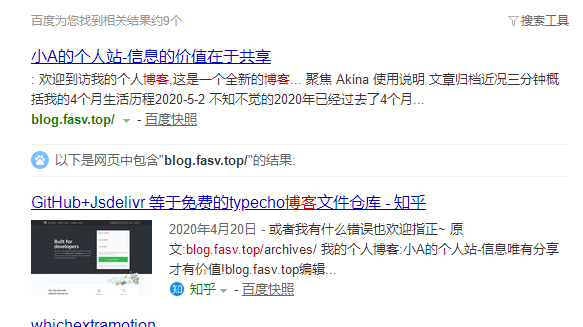 百度为您找到相关结果约9个
搜索工具
小A的个人站-信息的价值在于共享
: 欢迎到访我的个人博客,这是一个全新的博客... 聚焦 Akina 使用说明 文章归档近况三分钟概
括我的4个月生活历程2020-5-2 不知不觉的2020年已经过去了4个月...
blog.fasv.top/ - 百度快照
以下是网页中包含"blog.fasv.top/"的结果:
GitHub+Jsdelivr 等于免费的typecho博客文件仓库 - 知乎
Built for
developers
2020年4月20日 - 或者我有什么错误也欢迎指正~ 原
文:blog.fasv.top/archives/ 我的个人博客:小A的个人站-信息唯有分享
才有价值!blog.fasv.top编辑...
知 知乎 - 百度快照
whichextramotion